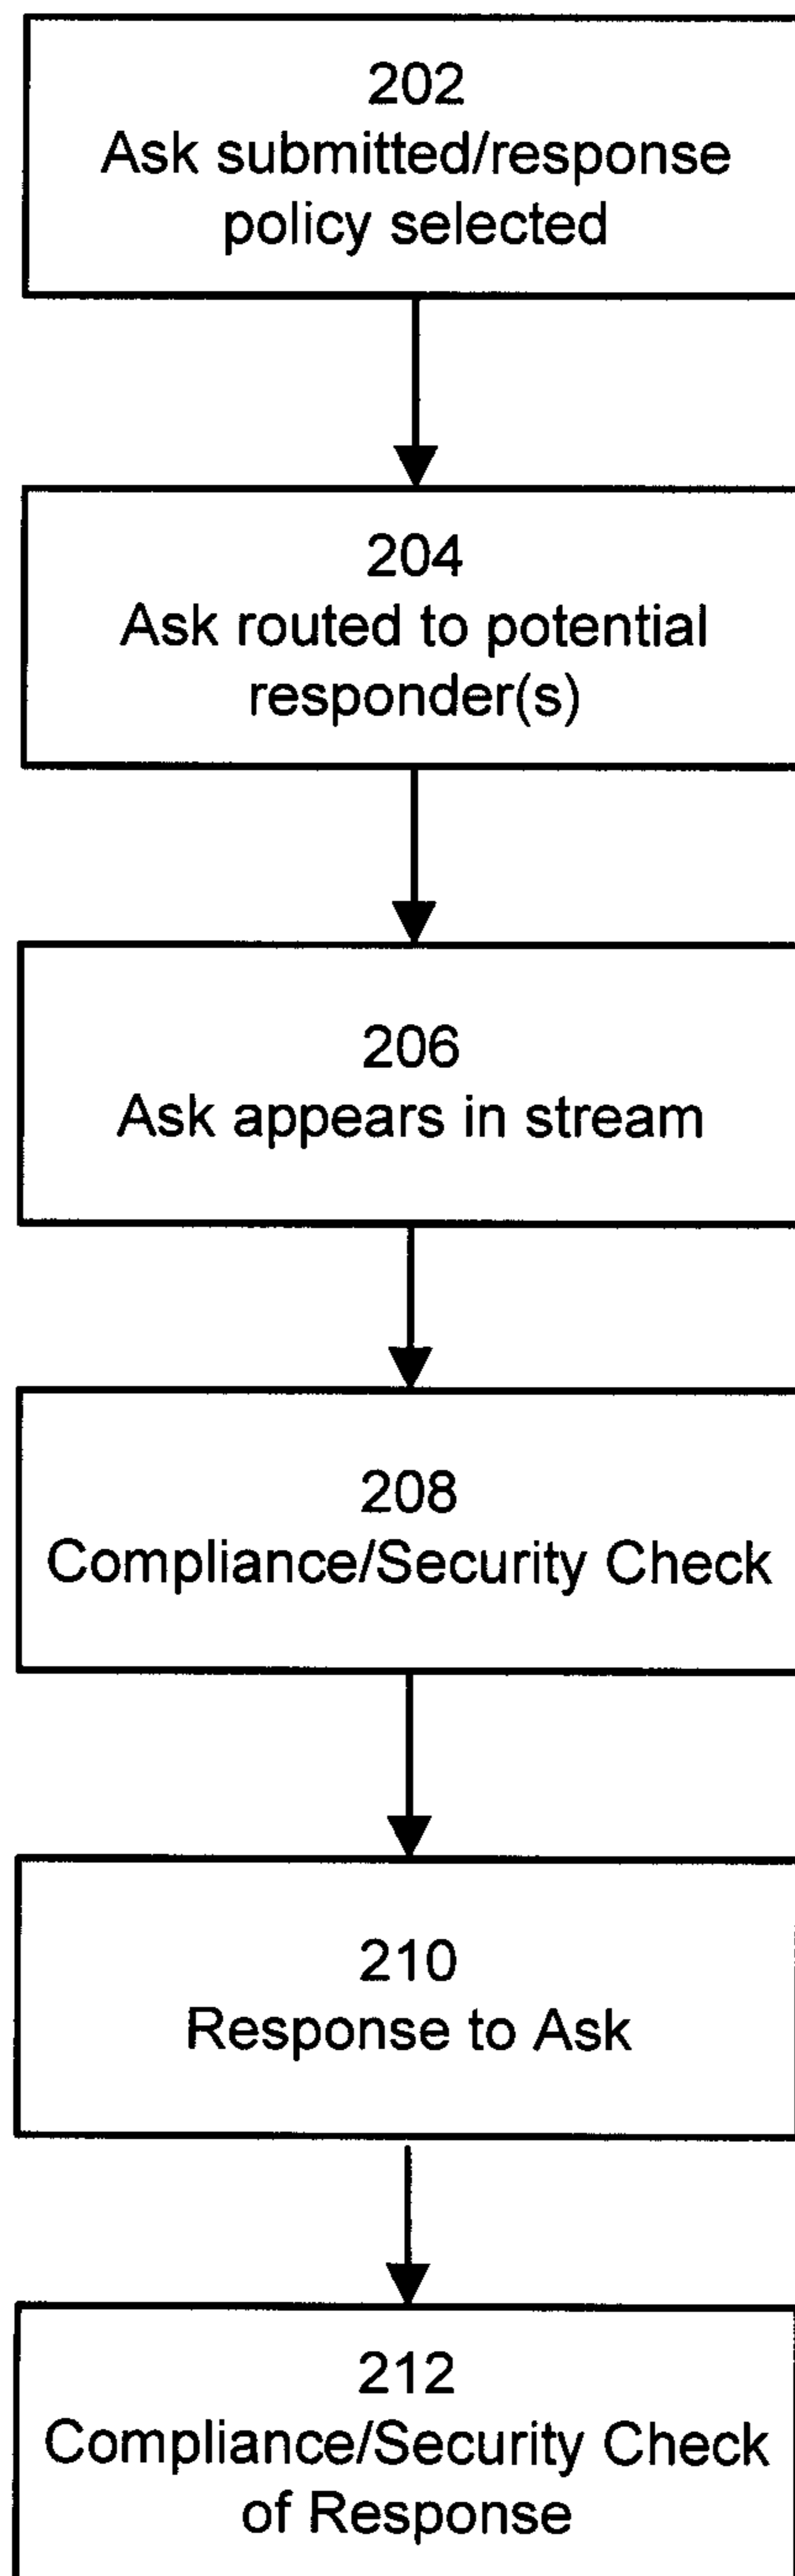 202
Ask submitted/response
policy selected
204
Ask routed to potential
responder(s)
206
Ask appears in stream
208
Compliance/Security Check
210
Response to Ask
212
Compliance/Security Check
of Response